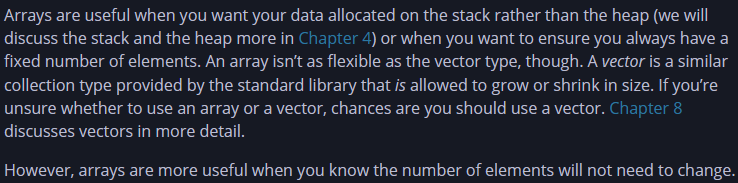 Arrays are useful when you want your data allocated on the stack rather than the heap (we will
discuss the stack and the heap more in Chapter 4) or when you want to ensure you always have a
fixed number of elements. An array isn’t as flexible as the vector type, though. A vector is a similar
collection type provided by the standard library that is allowed to grow or shrink in size. If you’re
unsure whether to use an array or a vector, chances are you should use a vector. Chapter 8
discusses vectors in more detail.
However, arrays are more useful when you know the number of elements will not need to change.